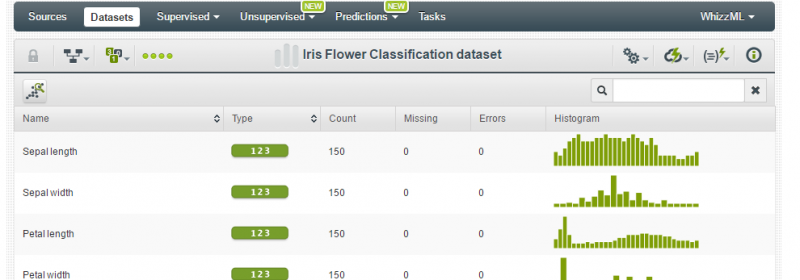 NEW NEW
Sources Datasets Supervised Unsupervised Predictions Tasks WhizzML
Iris Flower Classification dataset
Name Type Count Missing Errors Histogram
Sepal length 123 150 0 0
Sepal width 123 150 0 0
Petal length 123 150 0 0
Petal width 123 150 0 0